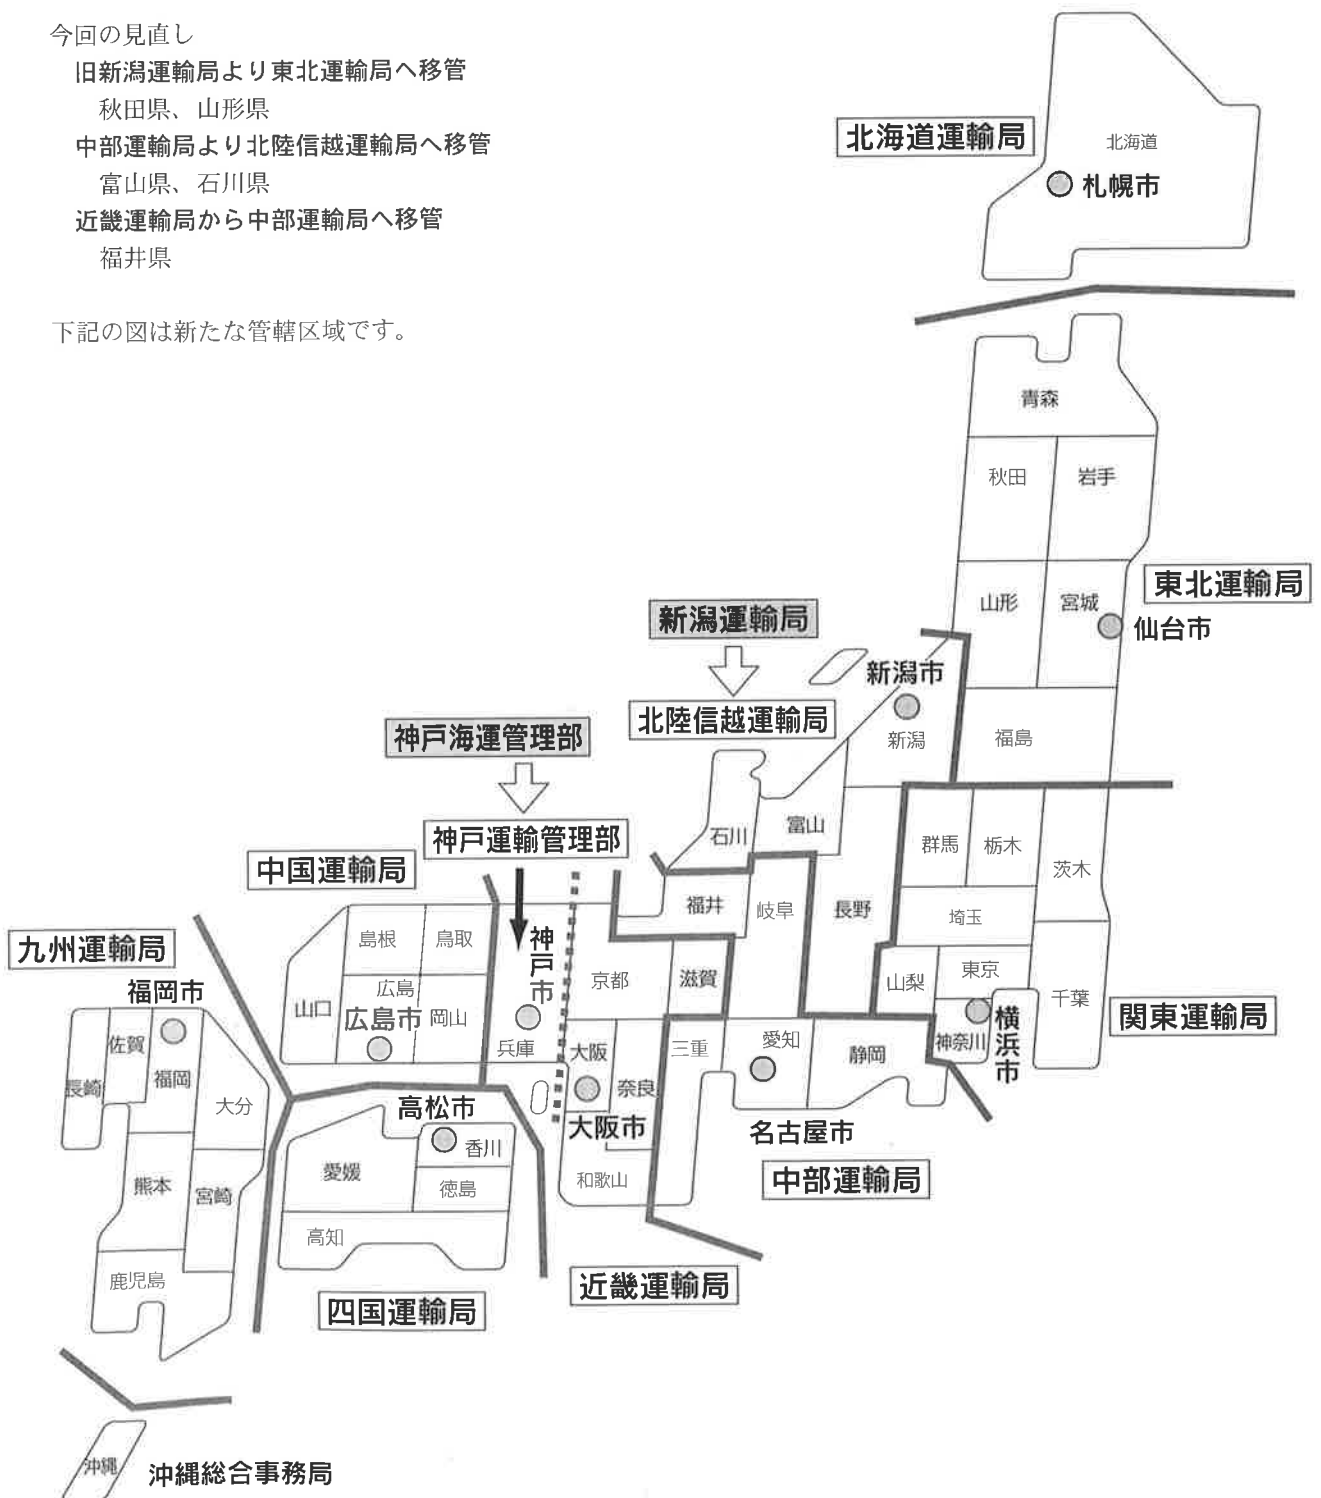 今回の見直し
旧新潟運輸局より東北運輸局へ移管
秋田県、山形県
中部運輸局より北陸信越運輸局へ移管
富山県、石川県
近畿運輸局から中部運輸局へ移管
福井県
下記の図は新たな管轄区域です。
北海道運輸局
北海道
札幌市
青森
秋田
岩手
山形
宮城
東北運輸局
仙台市
福島
新潟運輸局
北陸信越運輸局
新潟市
新潟
神戸海運管理部
神戸運輸管理部
石川
富山
群馬
栃木
茨木
中国運輸局
福井
岐阜
長野
埼玉
九州運輸局
島根
鳥取
神戸市
京都
滋賀
山梨
東京
千葉
関東運輸局
福岡市
山口
広島
広島市
岡山
兵庫
大阪
三重
愛知
静岡
神奈川
横浜市
佐賀
長崎
福岡
大分
高松市
奈良
大阪市
名古屋市
香川
愛媛
徳島
和歌山
中部運輸局
熊本
宮崎
高知
鹿児島
四国運輸局
近畿運輸局
沖縄
沖縄総合事務局